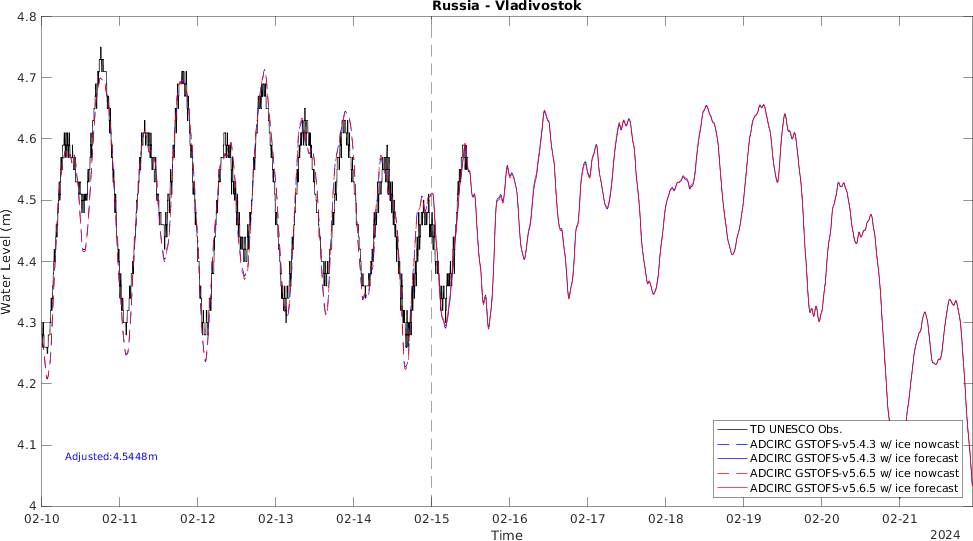 Russia - Vladivostok
4.8
4.7
4.6
4.5
4.4
4.3
4.2
4.1
4
Water Level (m)
Adjusted:4.5448m
TD UNESCO Obs.
ADCIRC GSTOFS-v5.4.3 w/ ice nowcast
ADCIRC GSTOFS-v5.4.3 w/ ice forecast
ADCIRC GSTOFS-v5.6.5 w/ ice nowcast
ADCIRC GSTOFS-v5.6.5 w/ ice forecast
02-10 02-11 02-12 02-13 02-14 02-15 02-16 02-17 02-18 02-19 02-20 02-21
Time
2024